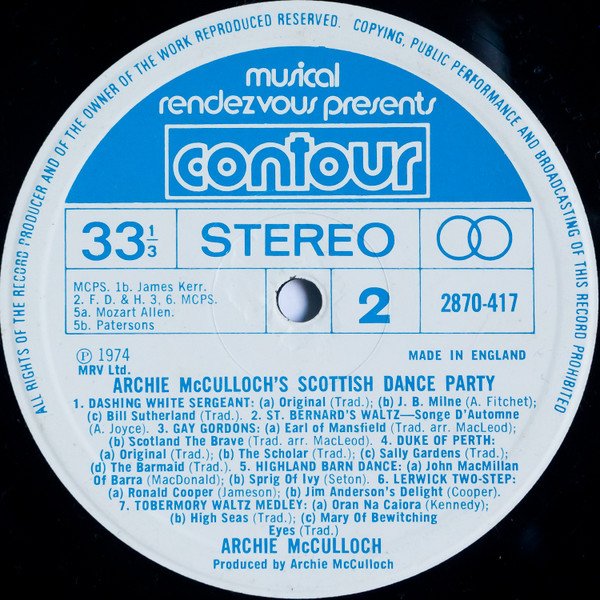 ALL RIGHTS OF THE RECORD PRODUCER AND OF THE OWNER OF THE WORK REPRODUCED RESERVED. COPYING, PUBLIC PERFORMANCE AND BROADCASTING OF THIS RECORD PROHIBITED
musical
rendezvous presents
contour
33 1/3
STEREO
MCPS. 1b. James Kerr.
2. F. D. & H. 3, 6. MCPS.
5a. Mozart Allen.
5b. Patersons
2
2870-417
Ⓟ 1974
MRV Ltd.
MADE IN ENGLAND
ARCHIE McCULLOCH'S SCOTTISH DANCE PARTY
1. DASHING WHITE SERGEANT: (a) Original (Trad.); (b) J. B. Milne (A. Fitchet);
(c) Bill Sutherland (Trad.). 2. ST. BERNARD'S WALTZ—Songe D'Automne
(A. Joyce). 3. GAY GORDONS: (a) Earl of Mansfield (Trad. arr. MacLeod);
(b) Scotland The Brave (Trad. arr. MacLeod). 4. DUKE OF PERTH:
(a) Original (Trad.); (b) The Scholar (Trad.); (c) Sally Gardens (Trad.);
(d) The Barmaid (Trad.). 5. HIGHLAND BARN DANCE: (a) John MacMillan
Of Barra (MacDonald); (b) Sprig Of Ivy (Seton). 6. LERWICK TWO-STEP:
(a) Ronald Cooper (Jameson); (b) Jim Anderson's Delight (Cooper).
7. TOBERMORY WALTZ MEDLEY: (a) Oran Na Caiora (Kennedy);
(b) High Seas (Trad.); (c) Mary Of Bewitching
Eyes (Trad.)
ARCHIE McCULLOCH
Produced by Archie McCulloch